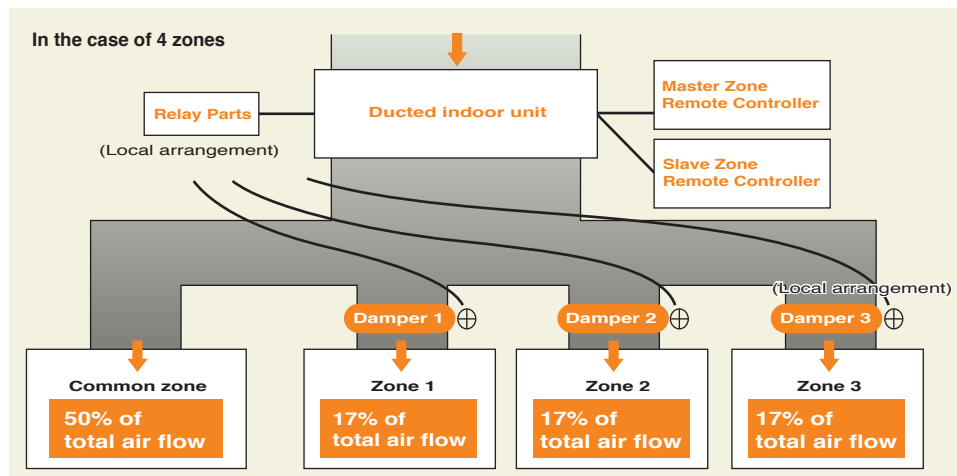 In the case of 4 zones
Relay Parts
(Local arrangement)
Ducted indoor unit
Master Zone
Remote Controller
Slave Zone
Remote Controller
(Local arrangement)
Damper 1
Damper 2
Damper 3
Common zone
50% of
total air flow
Zone 1
17% of
total air flow
Zone 2
17% of
total air flow
Zone 3
17% of
total air flow